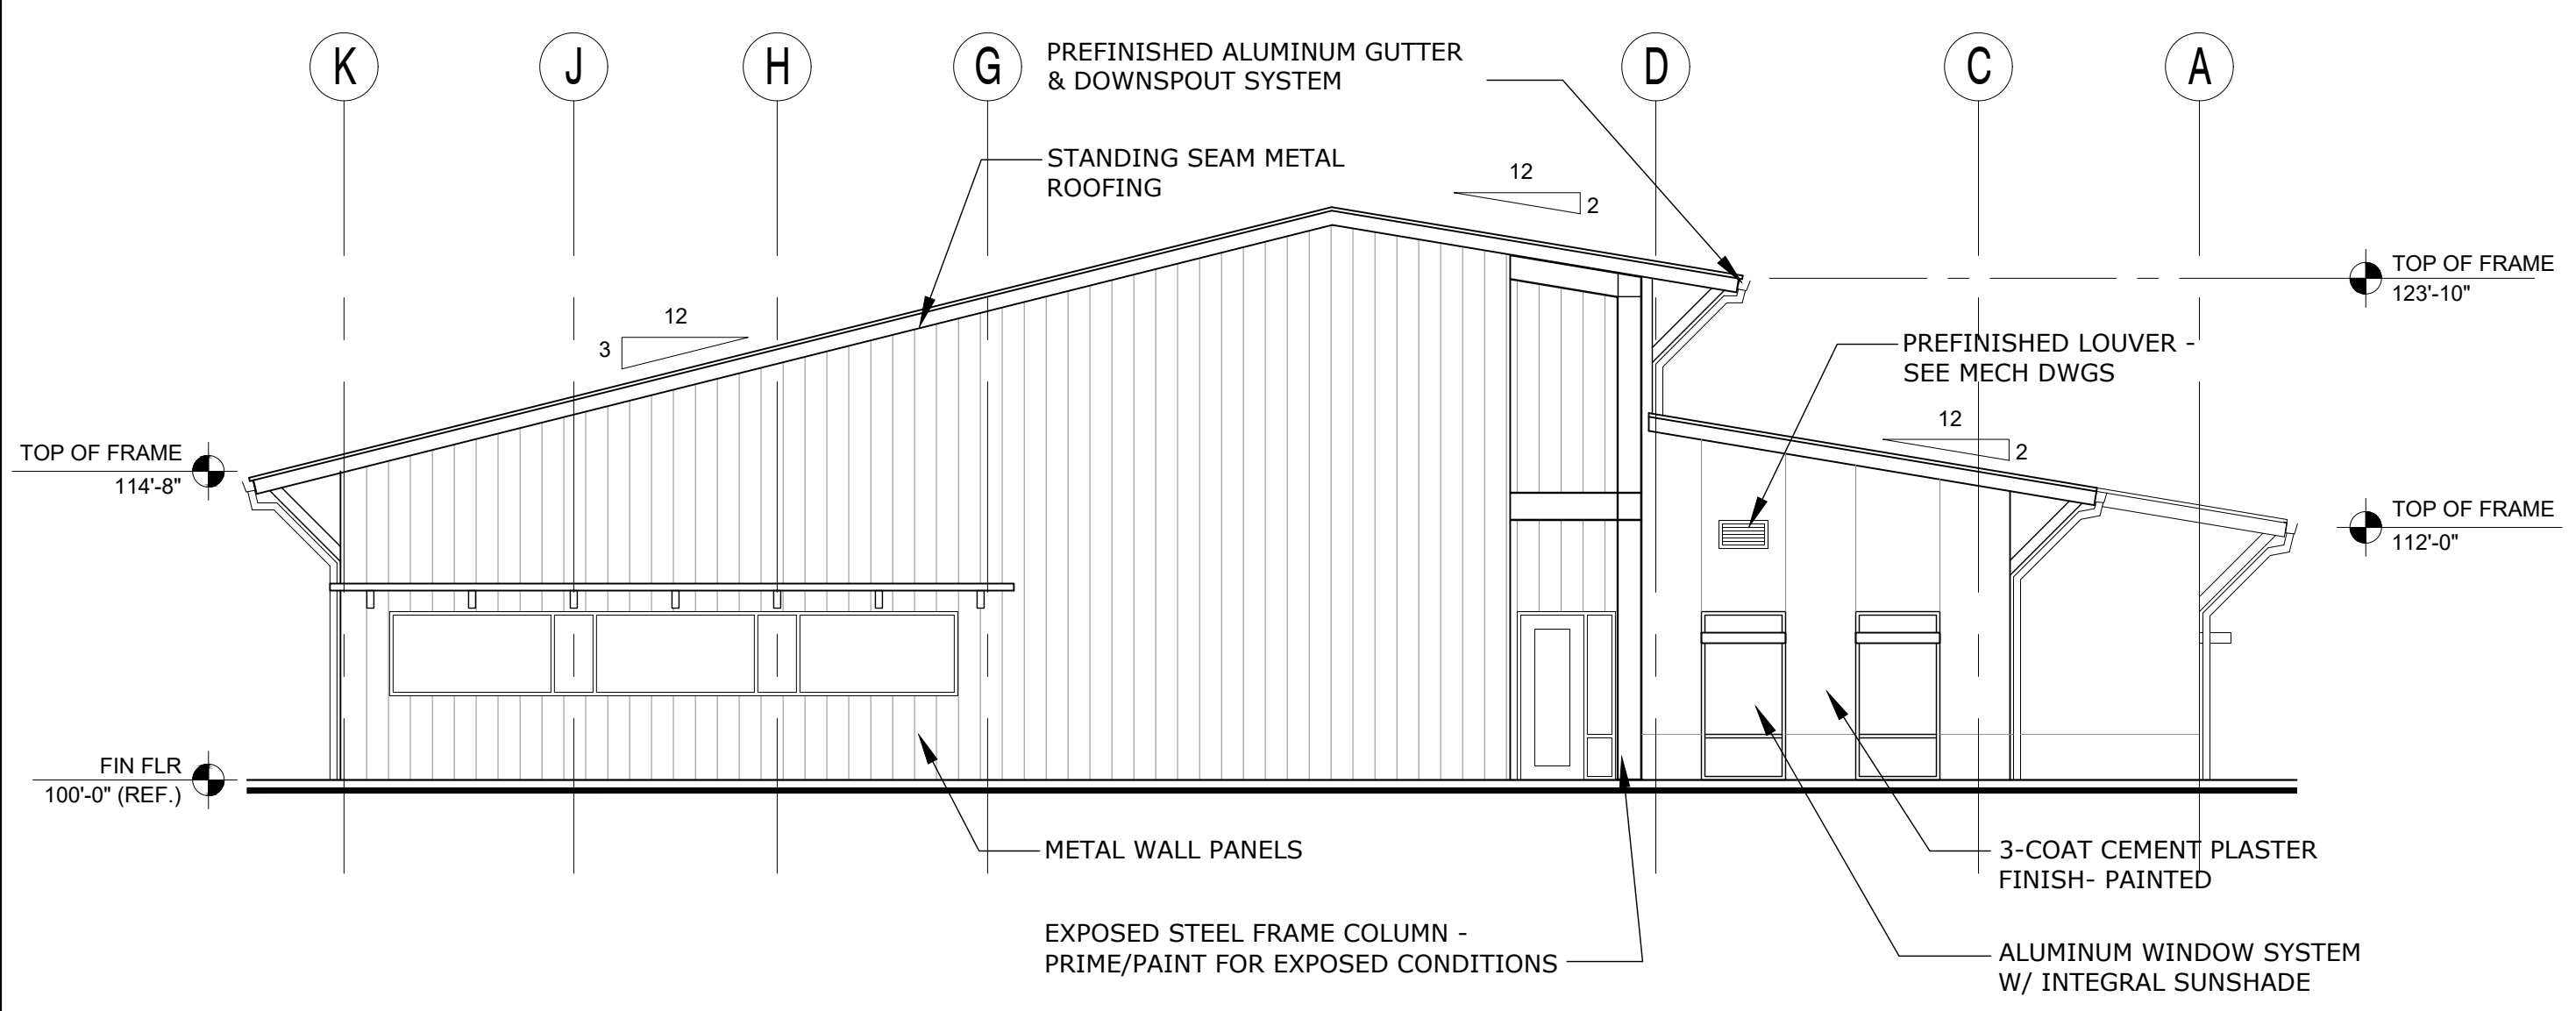 K
J
H
G
D
C
A
PREFINISHED ALUMINUM GUTTER
& DOWNSPOUT SYSTEM
STANDING SEAM METAL
ROOFING
12
2
12
3
TOP OF FRAME
123'-10"
PREFINISHED LOUVER -
SEE MECH DWGS
12
2
TOP OF FRAME
114'-8"
TOP OF FRAME
112'-0"
FIN FLR
100'-0" (REF.)
METAL WALL PANELS
3-COAT CEMENT PLASTER
FINISH- PAINTED
EXPOSED STEEL FRAME COLUMN -
PRIME/PAINT FOR EXPOSED CONDITIONS
ALUMINUM WINDOW SYSTEM
W/ INTEGRAL SUNSHADE